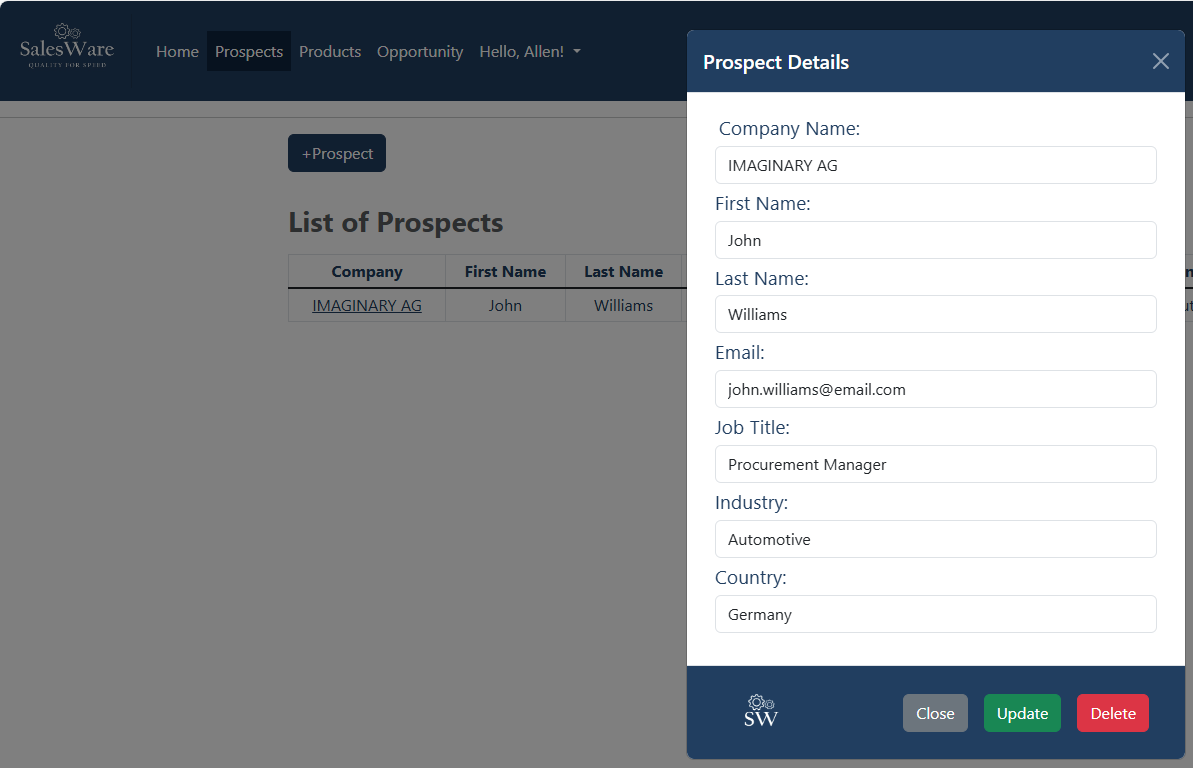 SalesWare
QUALITY FOR SPEED
Home Prospects Products Opportunity Hello, Allen!
+Prospect
List of Prospects
Company First Name Last Name
IMAGINARY AG John Williams
Prospect Details
Company Name:
IMAGINARY AG
First Name:
John
Last Name:
Williams
Email:
john.williams@email.com
Job Title:
Procurement Manager
Industry:
Automotive
Country:
Germany
SW
Close Update Delete